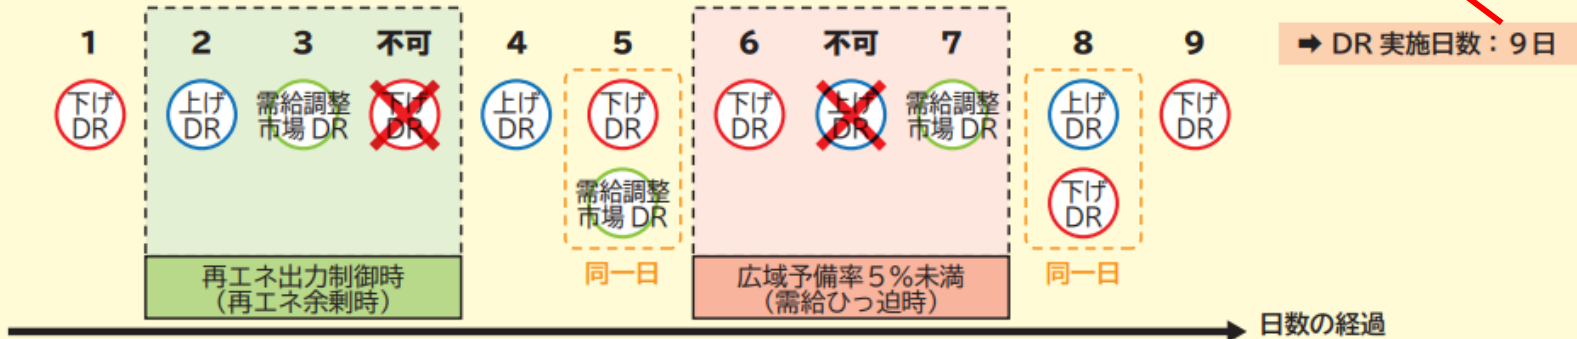 1 2 3 不可 4 5 6 不可 7 8 9
➡ DR 実施日数：９日
下げ
DR
上げ
DR
需給調整
市場 DR
下げ
DR
上げ
DR
下げ
DR
下げ
DR
上げ
DR
需給調整
市場 DR
上げ
DR
下げ
DR
需給調整
市場 DR
下げ
DR
再エネ出力制御時
（再エネ余剰時）
同一日
広域予備率５％未満
（需給ひっ迫時）
同一日
日数の経過